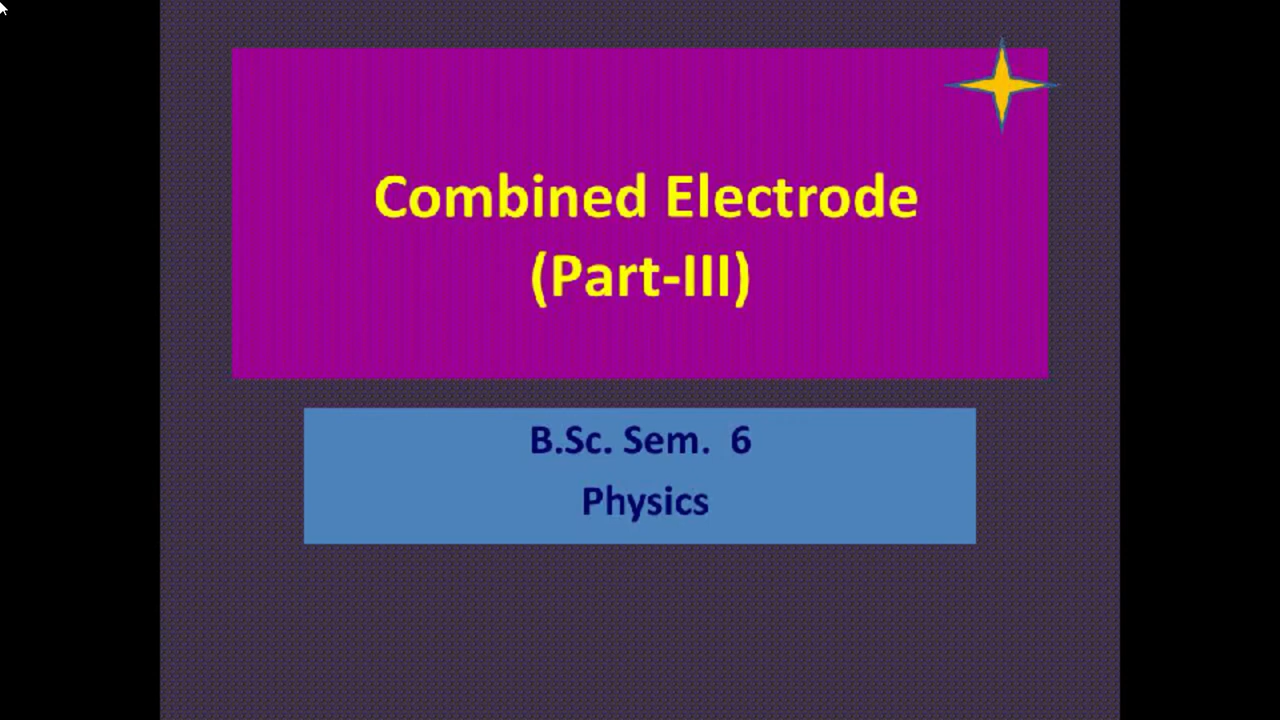 Combined Electrode
(Part-III)
B.Sc. Sem. 6
Physics